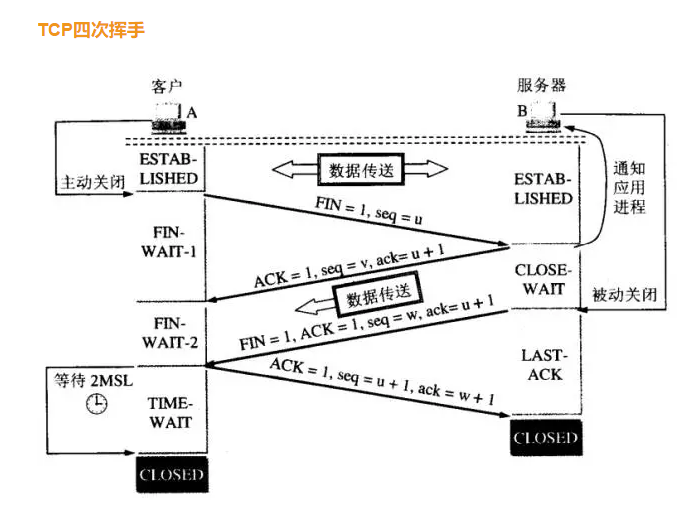 TCP四次挥手
客户
服务器
A
B
ESTAB-
LISHED
数据传送
主动关闭
ESTAB-
LISHED
通知
应用
进程
FIN = 1, seq = u
FIN-
WAIT-1
ACK = 1, seq = v, ack= u + 1
CLOSE-
WAIT
数据传送
被动关闭
FIN-
WAIT-2
FIN = 1, ACK = 1, seq = w, ack= u + 1
ACK = 1, seq = u + 1, ack = w + 1
LAST-
ACK
等待 2MSL
TIME-
WAIT
CLOSED
CLOSED